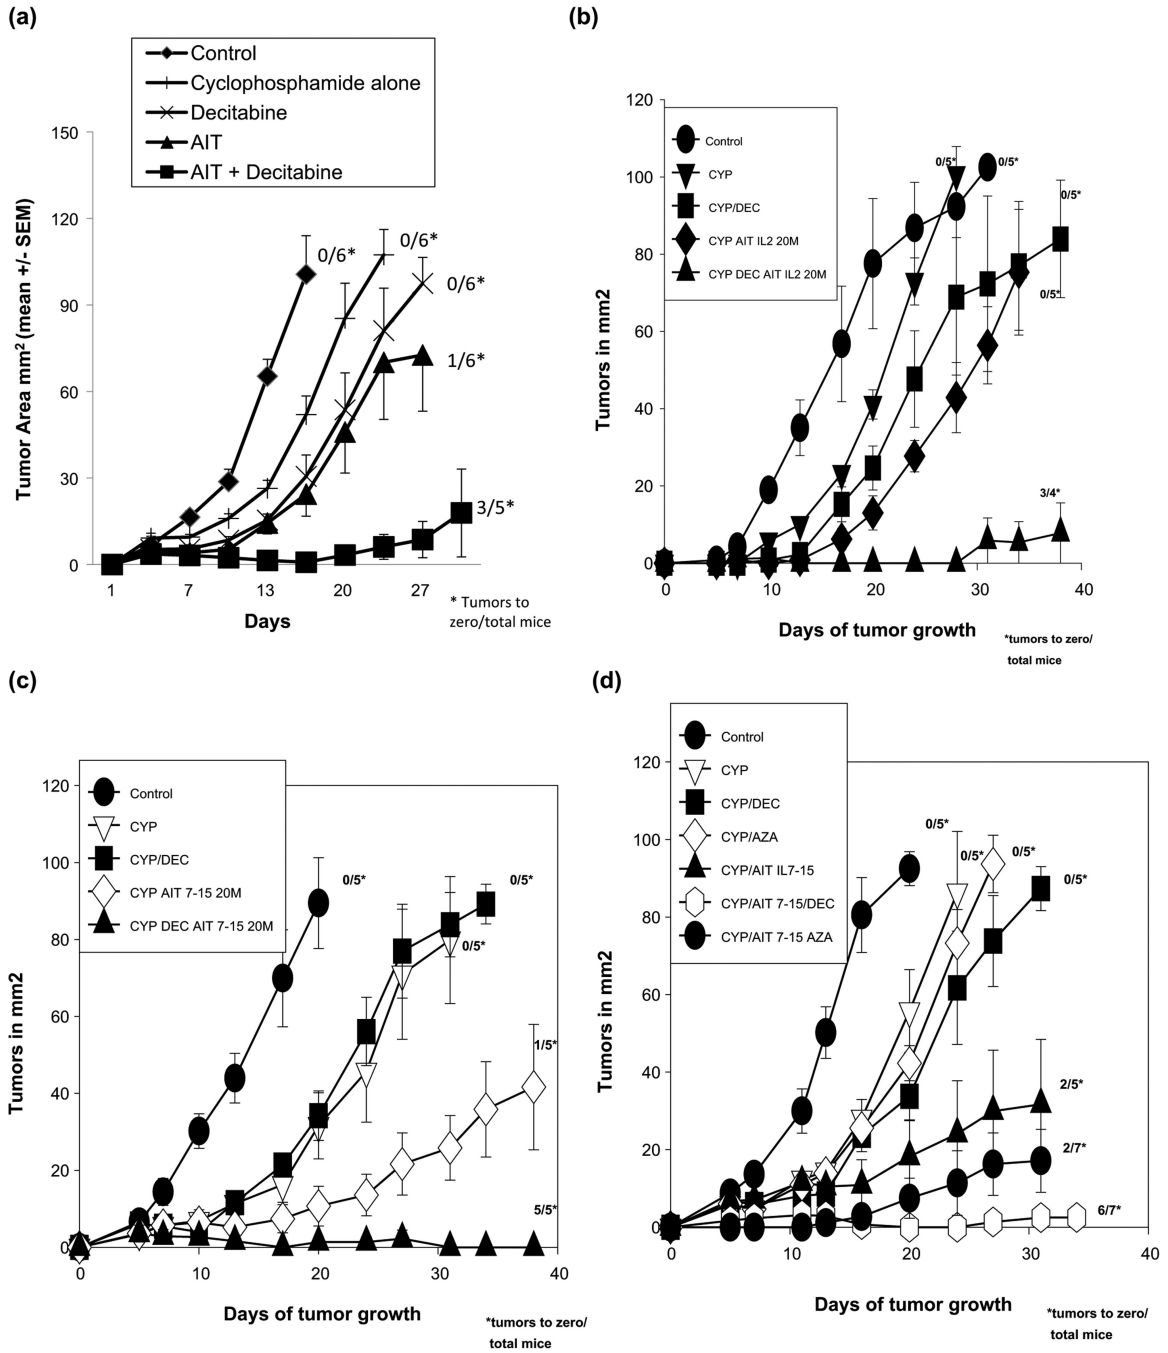 (a)
Control
Cyclophosphamide alone
Decitabine
AIT
AIT + Decitabine
150
120
90
60
30
0
Tumor Area mm² (mean +/- SEM)
0/6*
0/6*
0/6*
1/6*
3/5*
1
7
13
20
27
Days
* Tumors to
zero/total mice
(b)
120
100
80
60
40
20
0
Tumors in mm2
Control
CYP
CYP/DEC
CYP AIT IL2 20M
CYP DEC AIT IL2 20M
0/5*
0/5*
0/5*
0/5*
3/4*
0
10
20
30
40
Days of tumor growth
*tumors to zero/
total mice
(c)
120
100
80
60
40
20
0
Tumors in mm2
Control
CYP
CYP/DEC
CYP AIT 7-15 20M
CYP DEC AIT 7-15 20M
0/5*
0/5*
0/5*
1/5*
5/5*
0
10
20
30
40
Days of tumor growth
*tumors to zero/
total mice
(d)
120
100
80
60
40
20
0
Tumors in mm2
Control
CYP
CYP/DEC
CYP/AZA
CYP/AIT IL7-15
CYP/AIT 7-15/DEC
CYP/AIT 7-15 AZA
0/5*
0/5*
0/5*
0/5*
2/5*
2/7*
6/7*
0
10
20
30
40
Days of tumor growth
*tumors to zero/
total mice